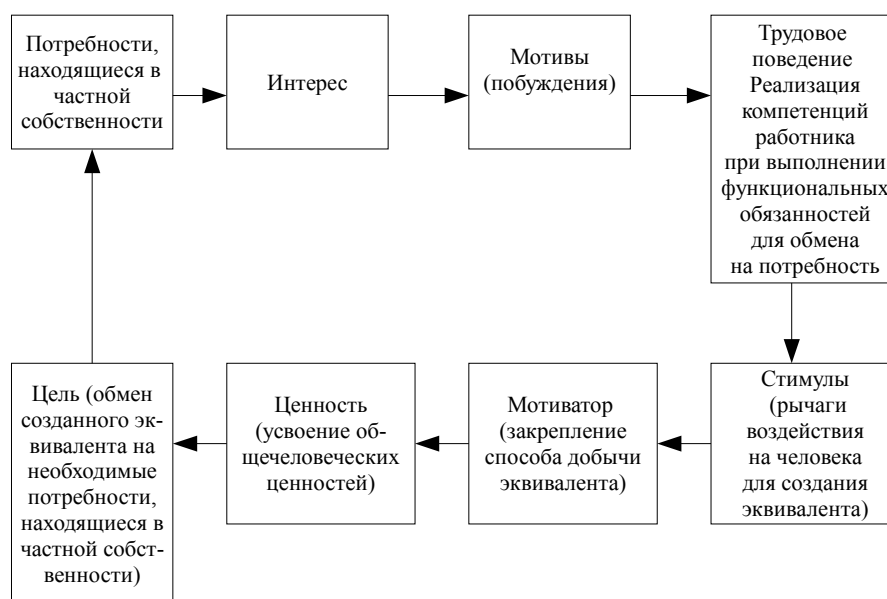 Потребности,
находящиеся в
частной
собственности
Интерес
Мотивы
(побуждения)
Трудовое
поведение
Реализация
компетенций
работника
при выполнении
функциональных
обязанностей
для обмена
на потребность
Стимулы
(рычаги
воздействия
на человека
для создания
эквивалента)
Мотиватор
(закрепление
способа добычи
эквивалента)
Ценность
(усвоение об-
щечеловеческих
ценностей)
Цель (обмен
созданного эк-
вивалента на
необходимые
потребности,
находящиеся в
частной собст-
венности)